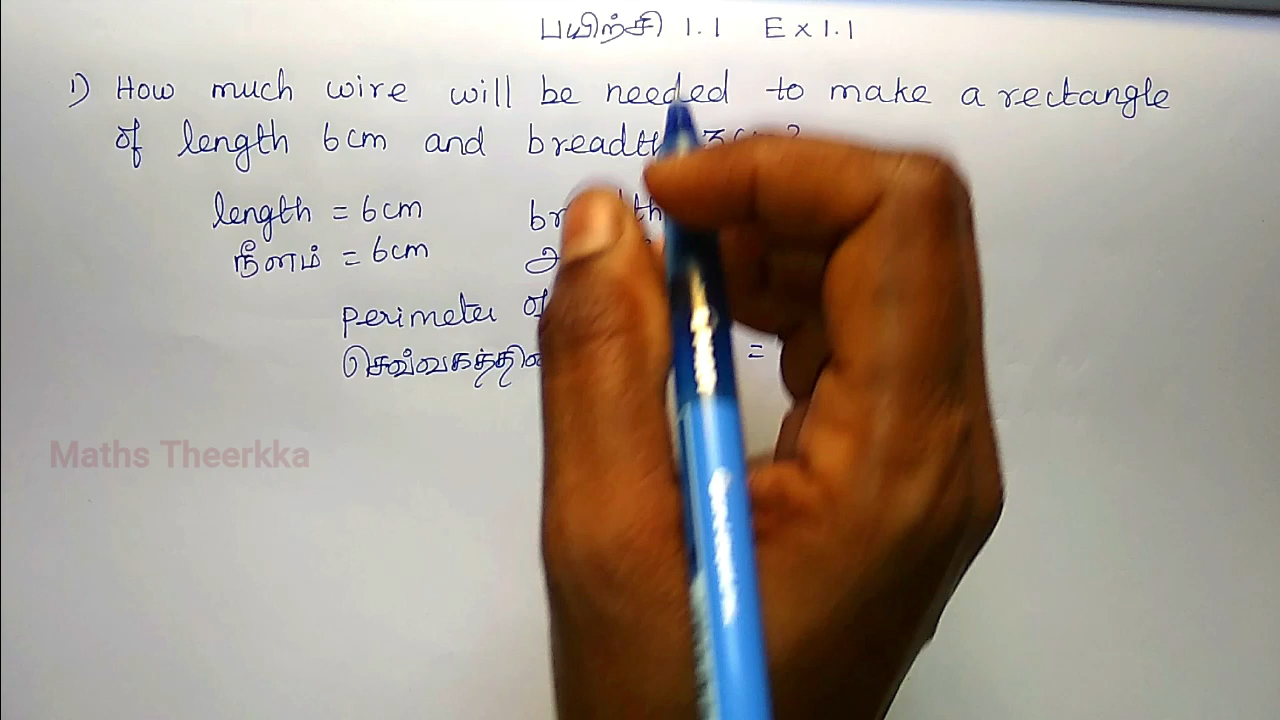 பயிற்சி 1.1 Ex 1.1
1) How much wire will be needed to make a rectangle
of length 6cm and breadth
length = 6cm
நீளம் = 6cm
perimeter of
=
Maths Theerkka